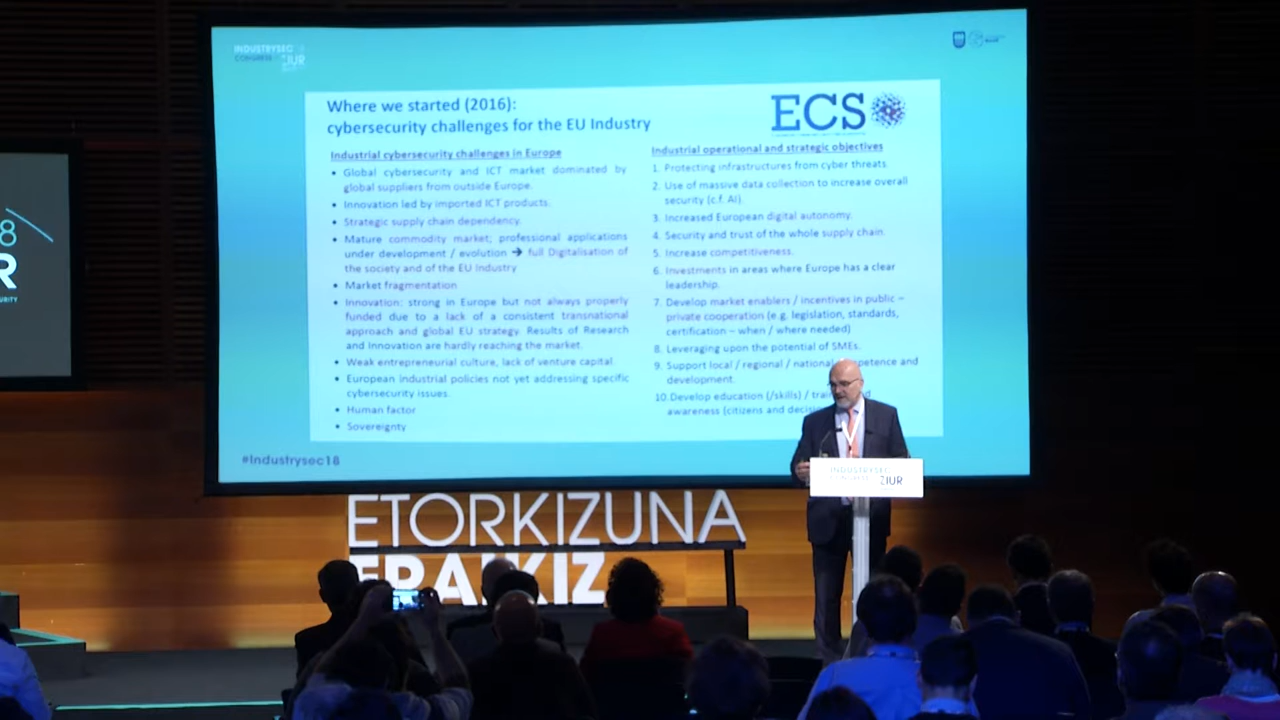 INDUSTRYSEC
CONGRESS
ZIUR
Where we started (2016):
cybersecurity challenges for the EU Industry
ECS
Industrial cybersecurity challenges in Europe
• Global cybersecurity and ICT market dominated by
global suppliers from outside Europe.
• Innovation led by imported ICT products.
• Strategic supply chain dependency.
• Mature commodity market; professional applications
under development / evolution ➔ full Digitalisation of
the society and of the EU Industry
• Market fragmentation
• Innovation: strong in Europe but not always properly
funded due to a lack of a consistent transnational
approach and global EU strategy. Results of Research
and Innovation are hardly reaching the market.
• Weak entrepreneurial culture, lack of venture capital.
• European industrial policies not yet addressing specific
cybersecurity issues.
• Human factor
• Sovereignty
Industrial operational and strategic objectives
1. Protecting infrastructures from cyber threats.
2. Use of massive data collection to increase overall
security (c.f. AI).
3. Increased European digital autonomy.
4. Security and trust of the whole supply chain.
5. Increase competitiveness.
6. Investments in areas where Europe has a clear
leadership.
7. Develop market enablers / incentives in public –
private cooperation (e.g. legislation, standards,
certification – when / where needed)
8. Leveraging upon the potential of SMEs.
9. Support local / regional / national competence and
development.
10. Develop education (/skills) / train
awareness (citizens and
#Industrysec18
8
R
URITY
INDUSTRYSEC
CONGRESS ZIUR
ETORKIZUNA
ERAIKIZ